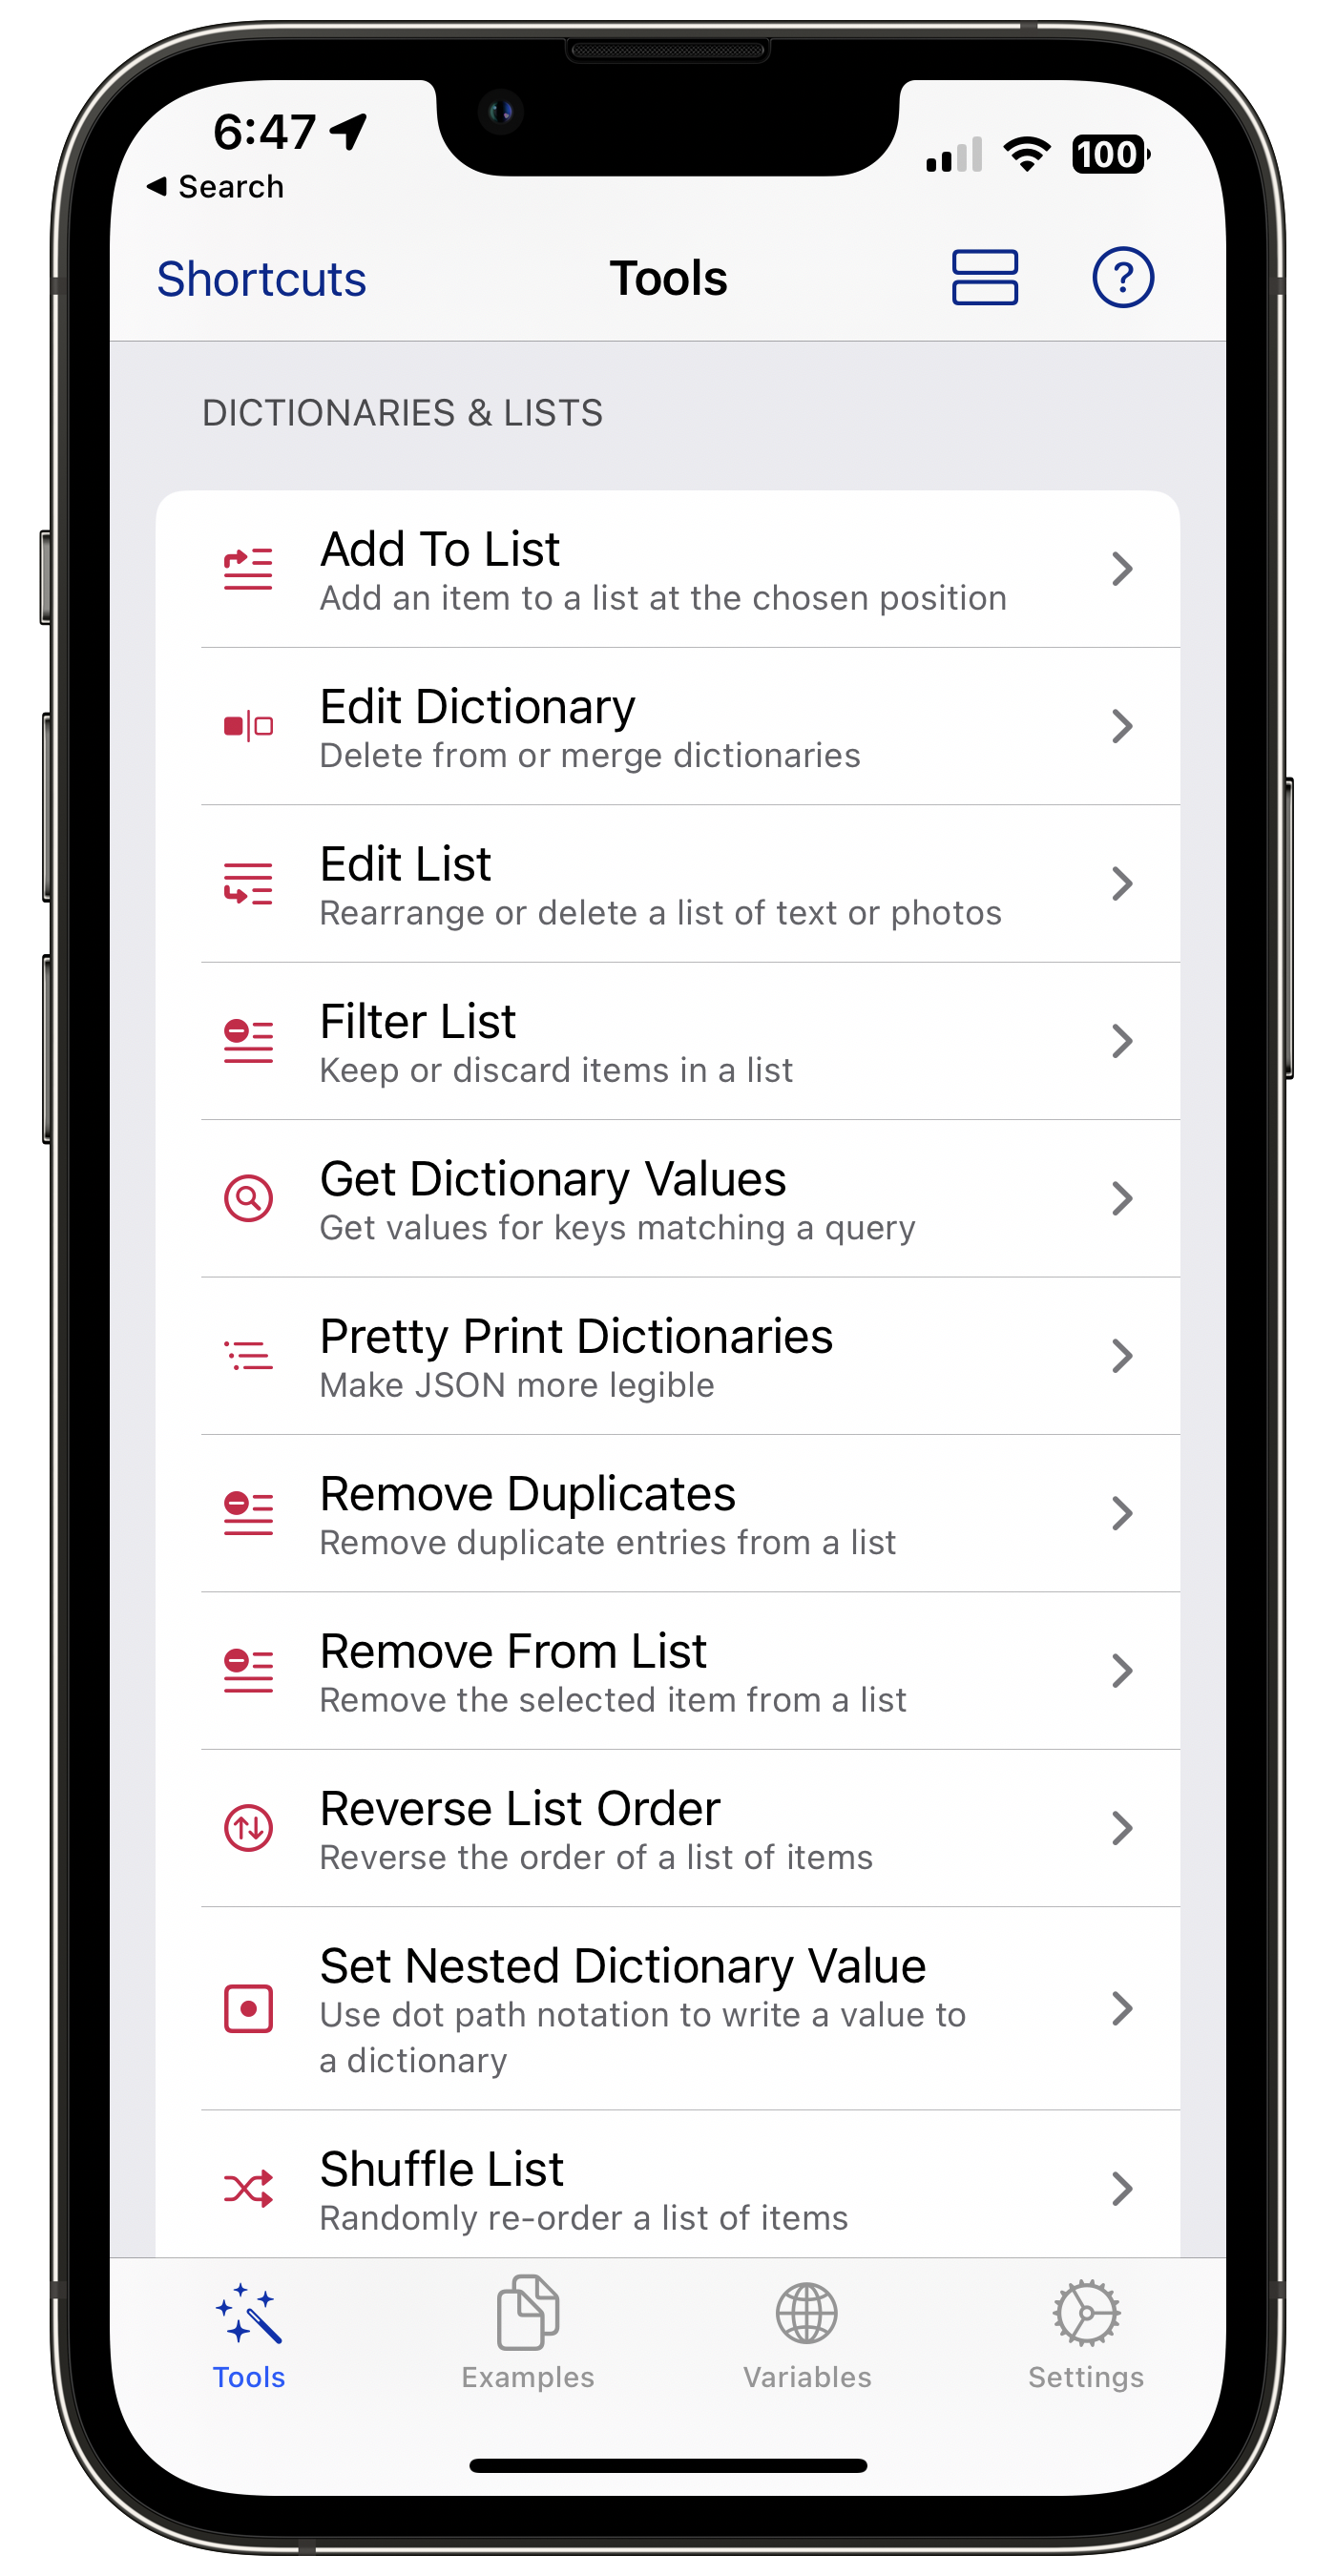 6:47
Search
100
Shortcuts
Tools
?
DICTIONARIES & LISTS
Add To List
Add an item to a list at the chosen position
Edit Dictionary
Delete from or merge dictionaries
Edit List
Rearrange or delete a list of text or photos
Filter List
Keep or discard items in a list
Get Dictionary Values
Get values for keys matching a query
Pretty Print Dictionaries
Make JSON more legible
Remove Duplicates
Remove duplicate entries from a list
Remove From List
Remove the selected item from a list
Reverse List Order
Reverse the order of a list of items
Set Nested Dictionary Value
Use dot path notation to write a value to
a dictionary
Shuffle List
Randomly re-order a list of items
Tools
Examples
Variables
Settings